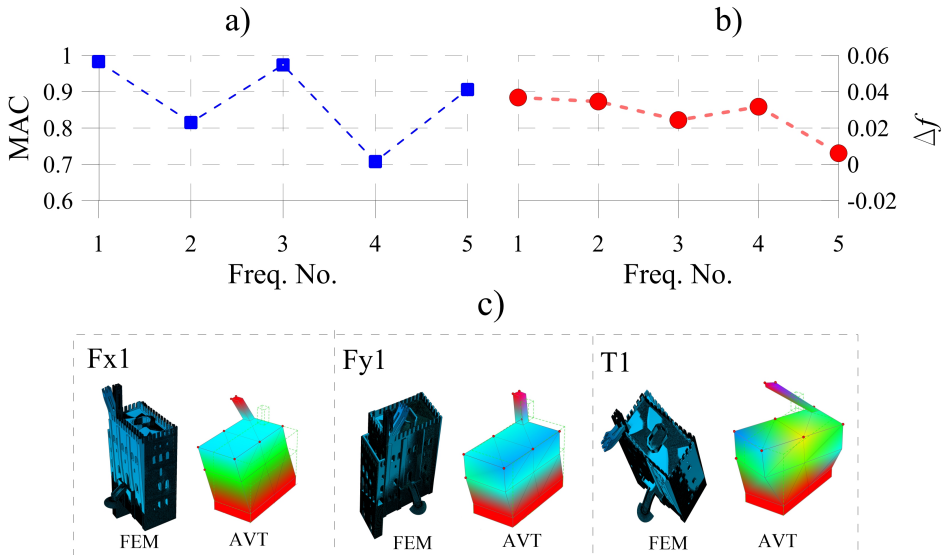 a)
b)
1
0.9
0.8
0.7
0.6
MAC
1 2 3 4 5
Freq. No.
0.06
0.04
0.02
0
-0.02
Δf
1 2 3 4 5
Freq. No.
c)
Fx1
FEM AVT
Fy1
FEM AVT
T1
FEM AVT